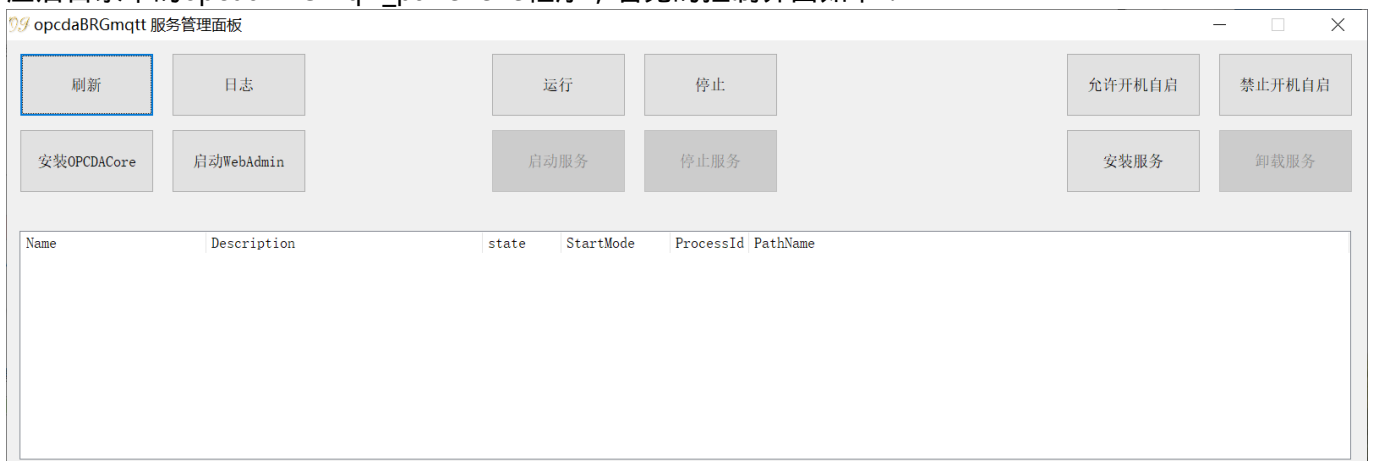 opcdaBRGmqtt 服务管理面板
刷新 日志 运行 停止 允许开机自启 禁止开机自启
安装OPCDACore 启动WebAdmin 启动服务 停止服务 安装服务 卸载服务
Name Description state StartMode ProcessId PathName